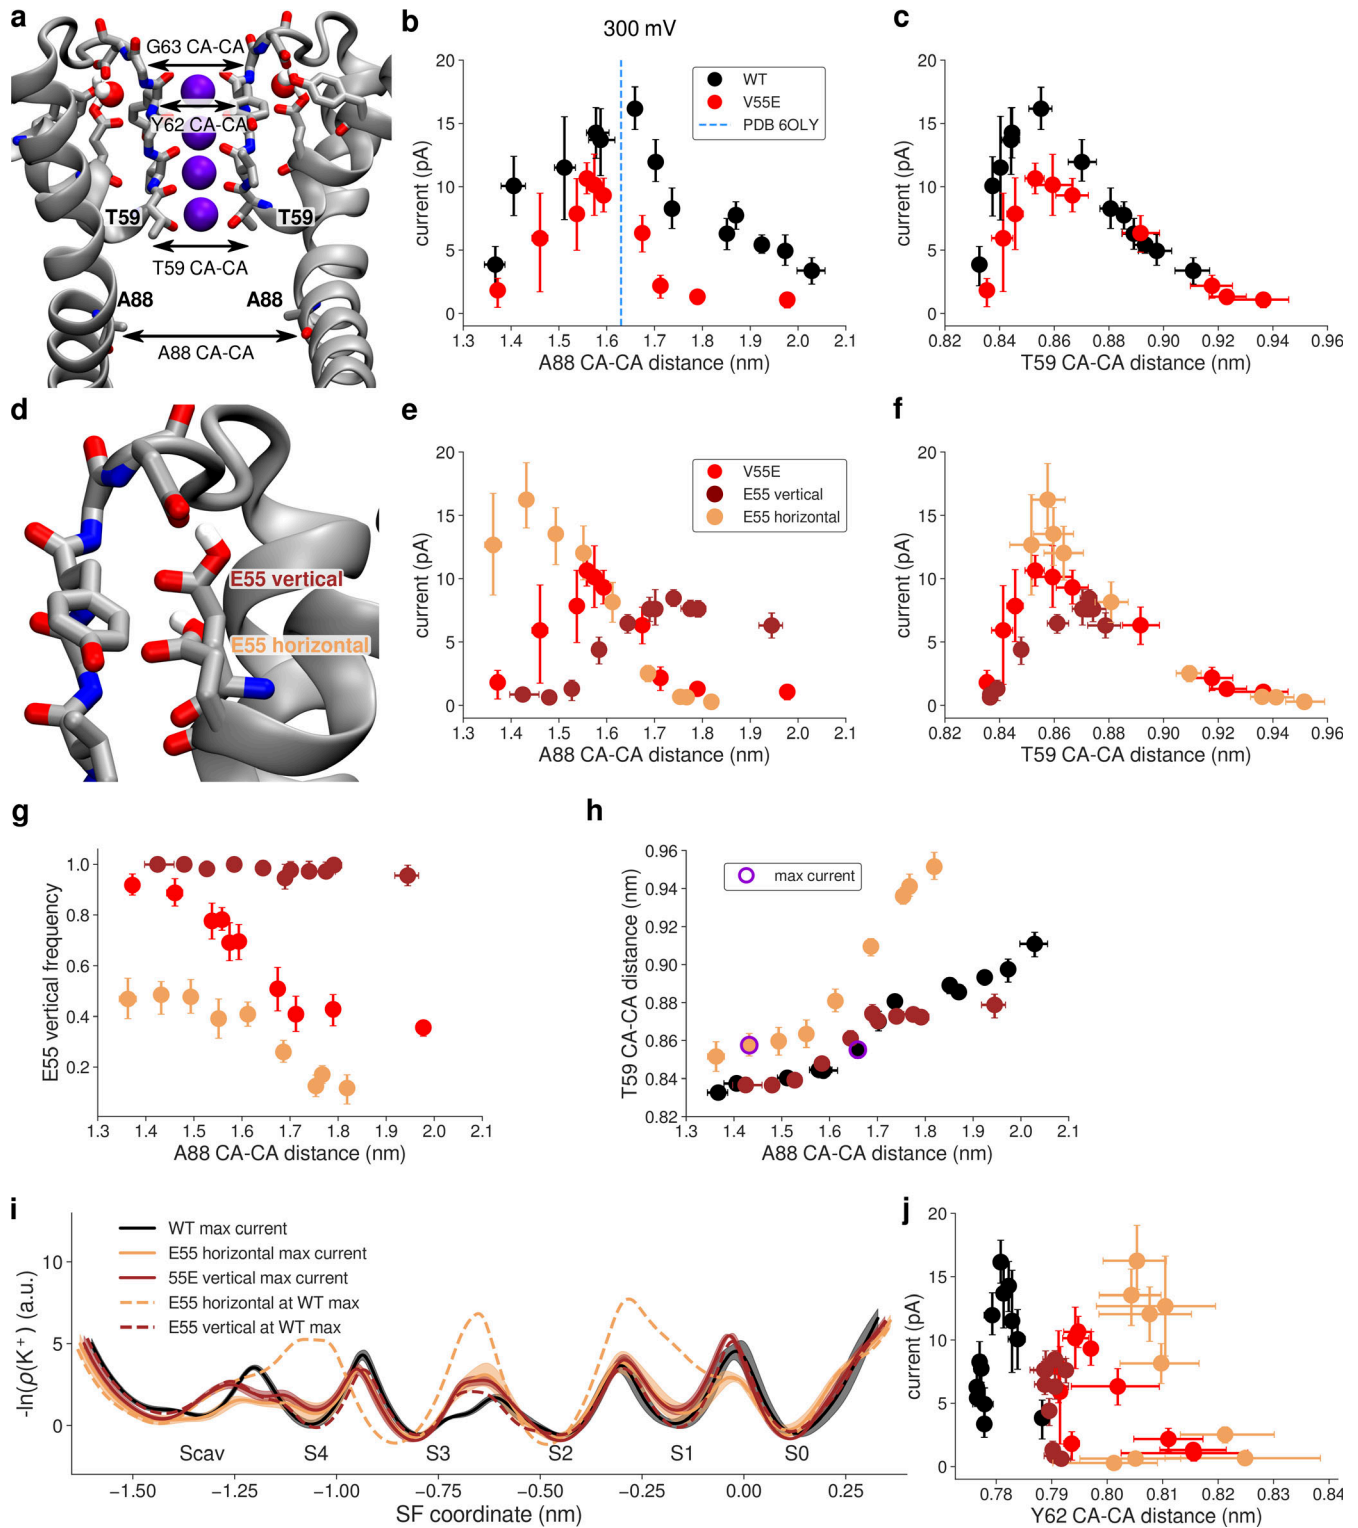 a
G63 CA-CA
Y62 CA-CA
T59
T59
T59 CA-CA
A88
A88
A88 CA-CA
b
300 mV
20
15
10
5
0
current (pA)
WT
V55E
PDB 6OLY
1.3 1.4 1.5 1.6 1.7 1.8 1.9 2.0 2.1
A88 CA-CA distance (nm)
c
20
15
10
5
0
current (pA)
0.82 0.84 0.86 0.88 0.90 0.92 0.94 0.96
T59 CA-CA distance (nm)
d
E55 vertical
E55 horizontal
e
20
15
10
5
0
current (pA)
V55E
E55 vertical
E55 horizontal
1.3 1.4 1.5 1.6 1.7 1.8 1.9 2.0 2.1
A88 CA-CA distance (nm)
f
20
15
10
5
0
current (pA)
0.82 0.84 0.86 0.88 0.90 0.92 0.94 0.96
T59 CA-CA distance (nm)
g
1.0
0.8
0.6
0.4
0.2
E55 vertical frequency
1.3 1.4 1.5 1.6 1.7 1.8 1.9 2.0 2.1
A88 CA-CA distance (nm)
h
0.96
0.94
0.92
0.90
0.88
0.86
0.84
0.82
T59 CA-CA distance (nm)
max current
1.3 1.4 1.5 1.6 1.7 1.8 1.9 2.0 2.1
A88 CA-CA distance (nm)
i
10
5
0
-ln(ρ(K⁺) (a.u.)
WT max current
E55 horizontal max current
55E vertical max current
E55 horizontal at WT max
E55 vertical at WT max
Scav S4 S3 S2 S1 S0
−1.50 −1.25 −1.00 −0.75 −0.50 −0.25 0.00 0.25
SF coordinate (nm)
j
20
15
10
5
0
current (pA)
0.78 0.79 0.80 0.81 0.82 0.83 0.84
Y62 CA-CA distance (nm)